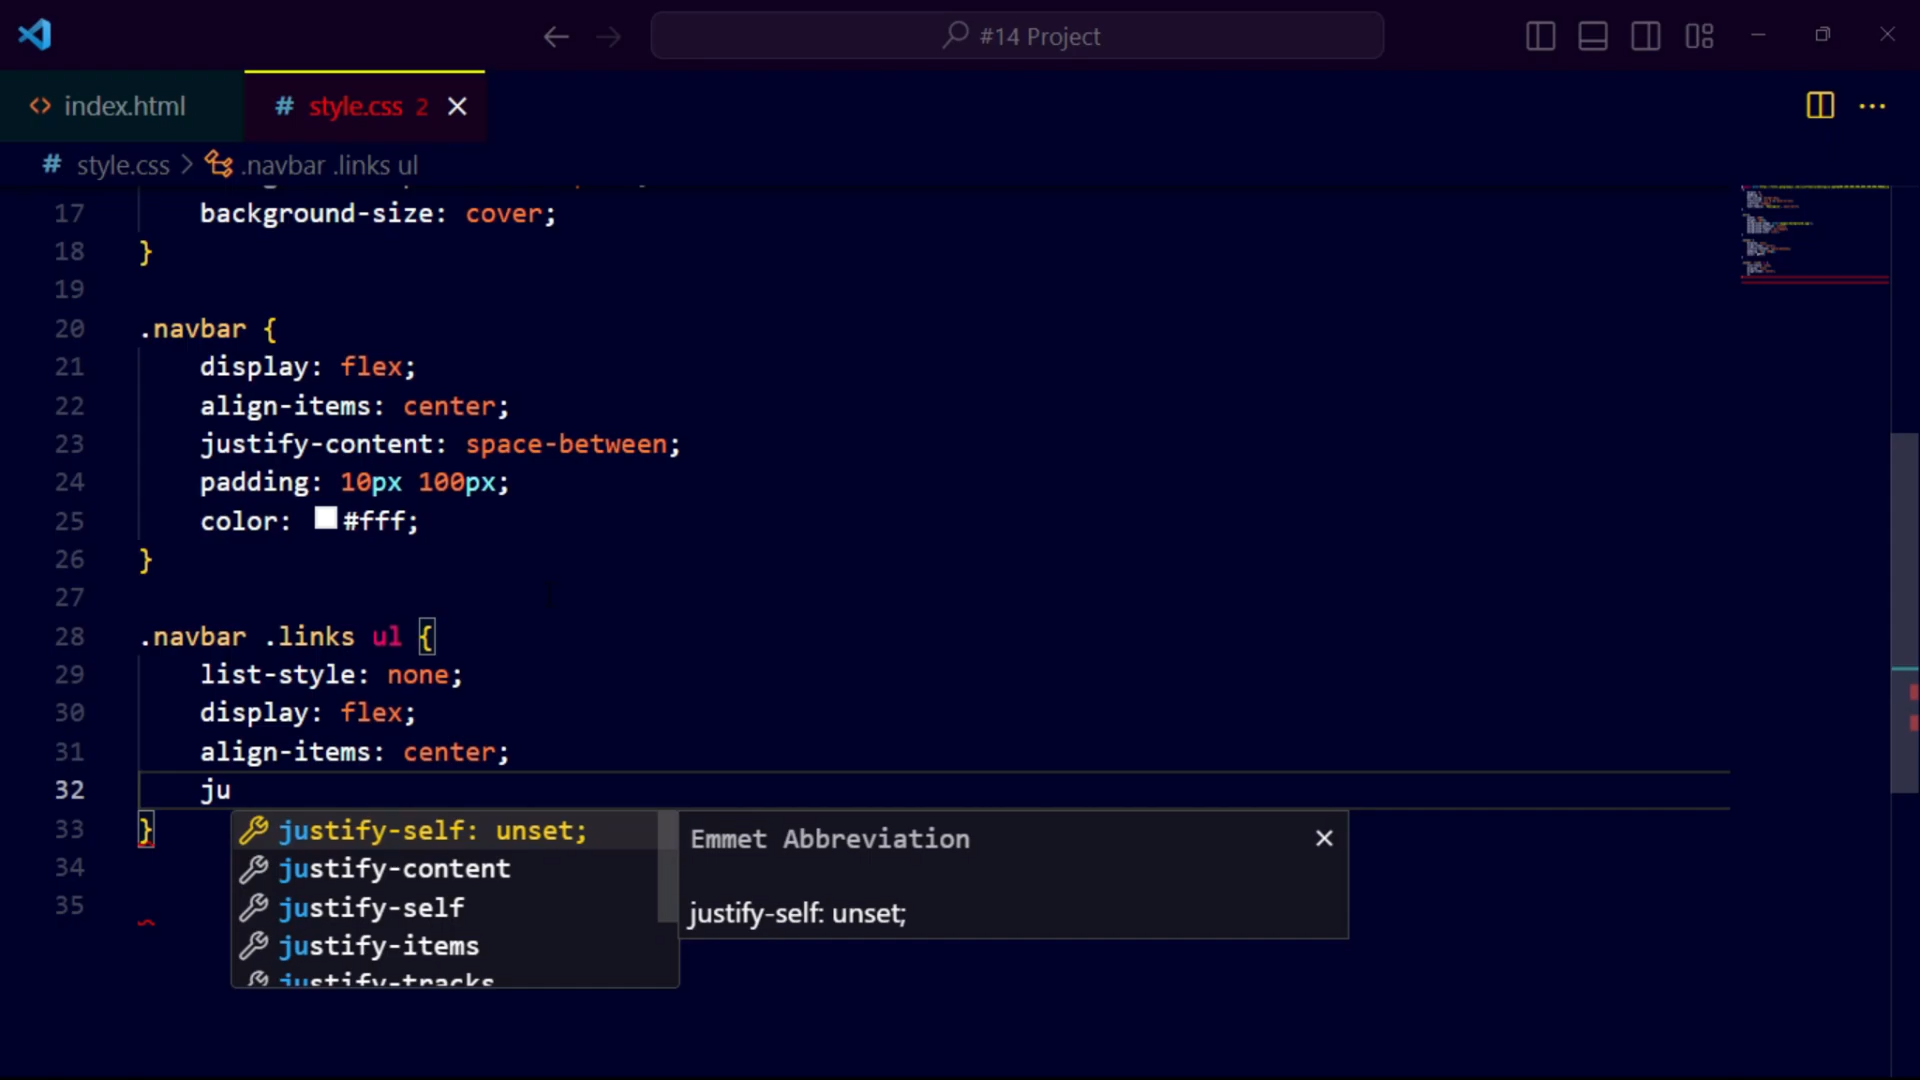 #14 Project
<> index.html
# style.css 2
# style.css > .navbar .links ul
17 background-size: cover;
18 }
19
20 .navbar {
21 display: flex;
22 align-items: center;
23 justify-content: space-between;
24 padding: 10px 100px;
25 color: #fff;
26 }
27
28 .navbar .links ul {
29 list-style: none;
30 display: flex;
31 align-items: center;
32 ju
33 }
34
35
justify-self: unset;
justify-content
justify-self
justify-items
justify-tracks
Emmet Abbreviation
justify-self: unset;